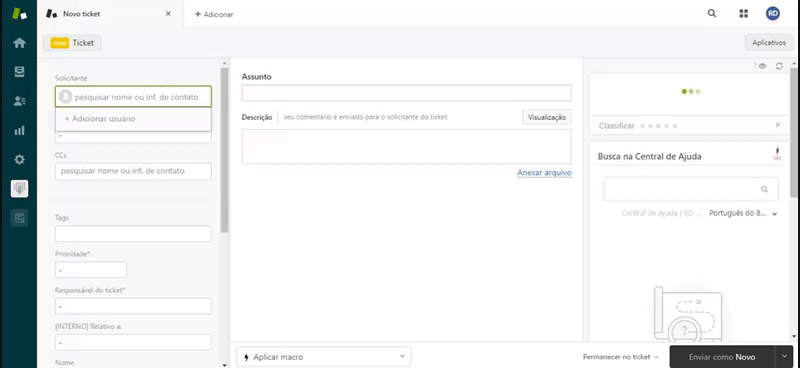 Novo ticket
+ Adicionar
RD
Ticket
Aplicativos
1
Solicitante
pesquisar nome ou inf. de contato
+ Adicionar usuário
-
CCs
pesquisar nome ou inf. de contato
Tags
Prioridade*
-
Responsável do ticket*
-
(INTERNO) Relativo a:
-
Nome
Assunto
Descrição
seu comentário é enviado para o solicitante do ticket
Visualização
Anexar arquivo
Classificar
Busca na Central de Ajuda
Central de Ajuda | RD ...
Português do B...
Aplicar macro
Permanecer no ticket
Enviar como Novo